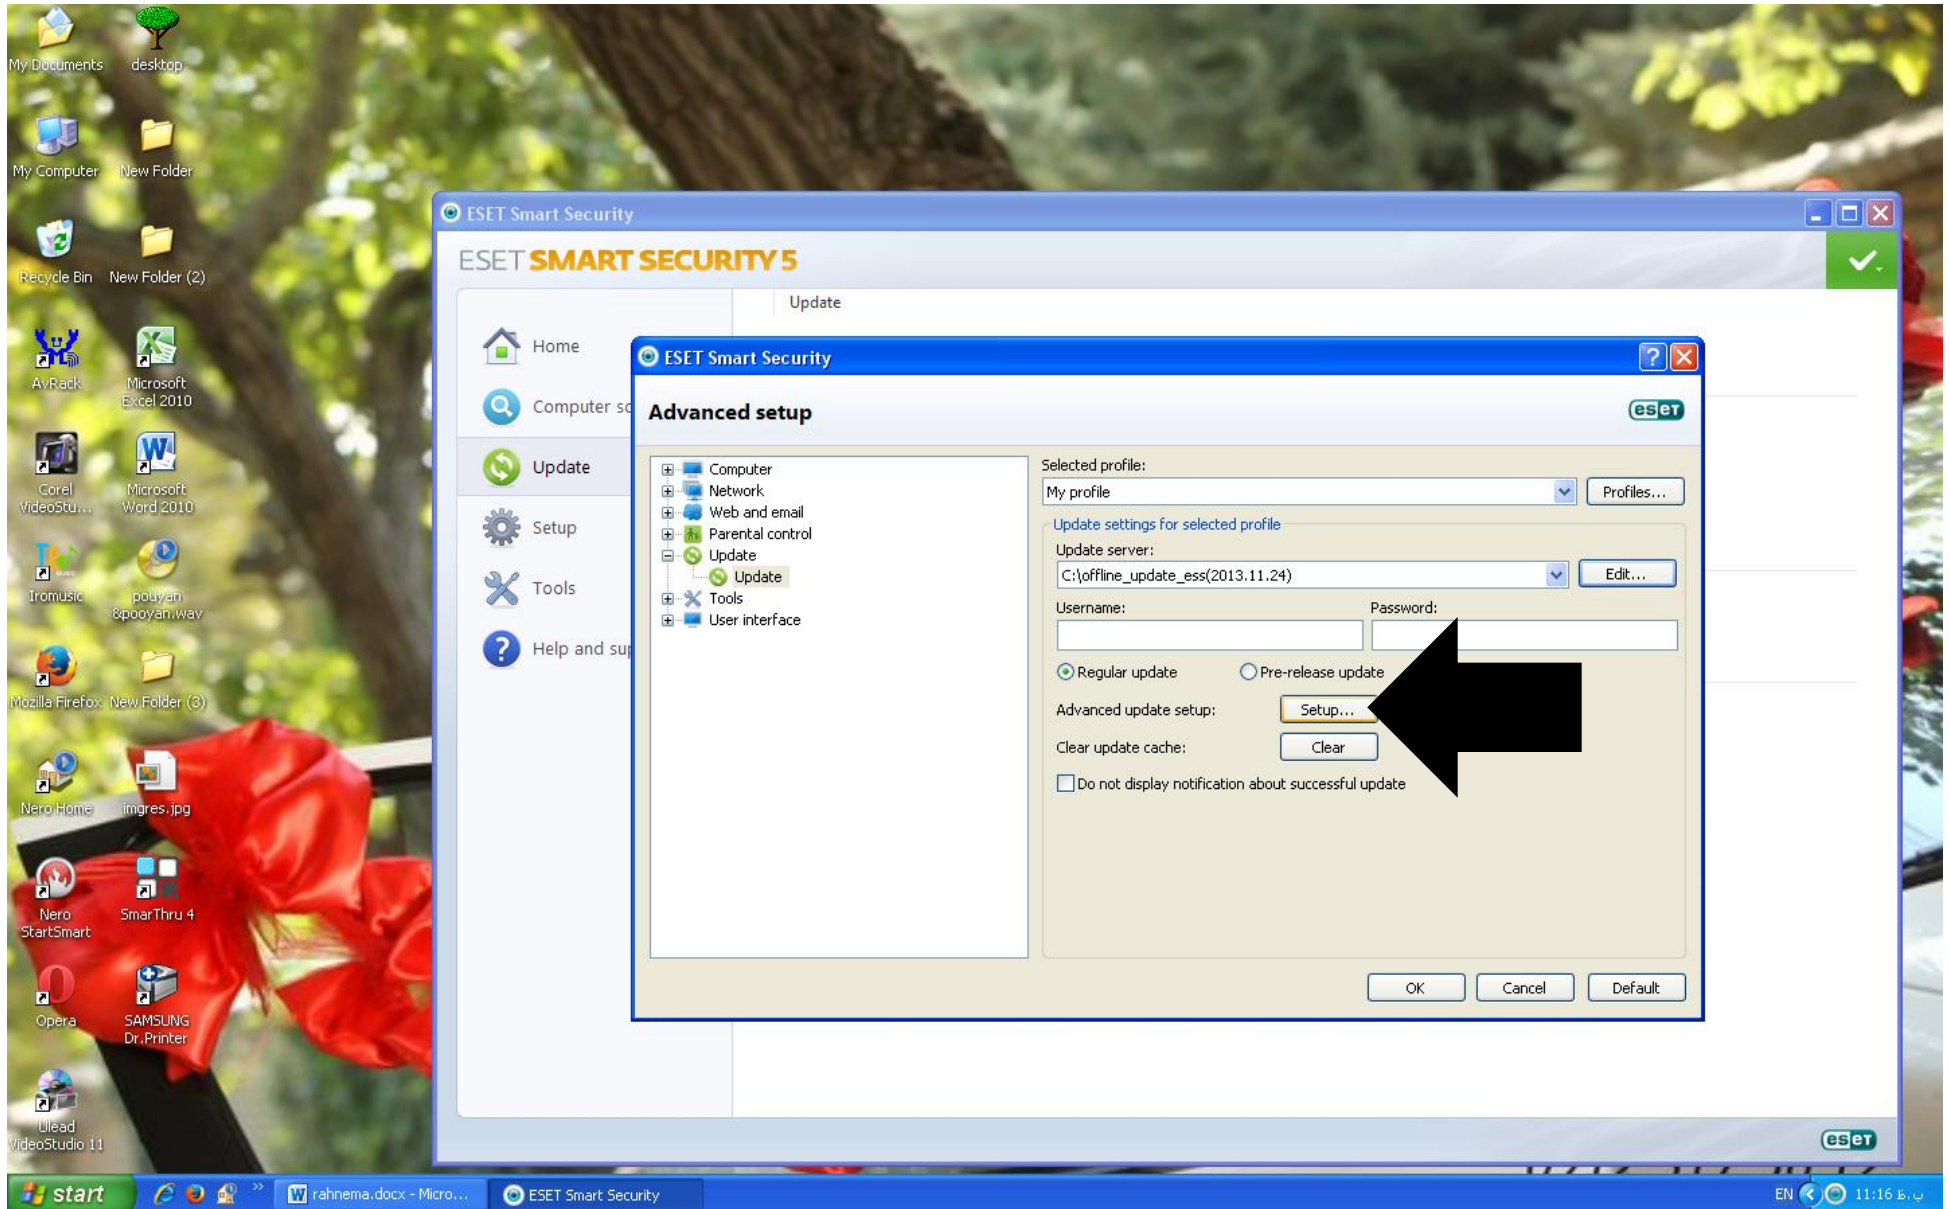 My Documents
desktop
My Computer
New Folder
Recycle Bin
New Folder (2)
AvRack
Microsoft
Excel 2010
Corel
VideoStu...
Microsoft
Word 2010
Iromusic
pouyan
&pooyan.wav
Mozilla Firefox
New Folder (3)
Nero Home
imgres.jpg
Nero
StartSmart
SmarThru 4
Opera
SAMSUNG
Dr.Printer
Ulead
VideoStudio 11
ESET Smart Security
ESET SMART SECURITY 5
Home
Computer sc
Update
Setup
Tools
Help and sup
Update
ESET Smart Security
Advanced setup
eset
Computer
Network
Web and email
Parental control
Update
Update
Tools
User interface
Selected profile:
My profile
Profiles...
Update settings for selected profile
Update server:
C:\offline_update_ess(2013.11.24)
Edit...
Username:
Password:
Regular update
Pre-release update
Advanced update setup:
Setup...
Clear update cache:
Clear
Do not display notification about successful update
OK
Cancel
Default
eset
start
rahnema.docx - Micro...
ESET Smart Security
EN
11:16 ب.ظ